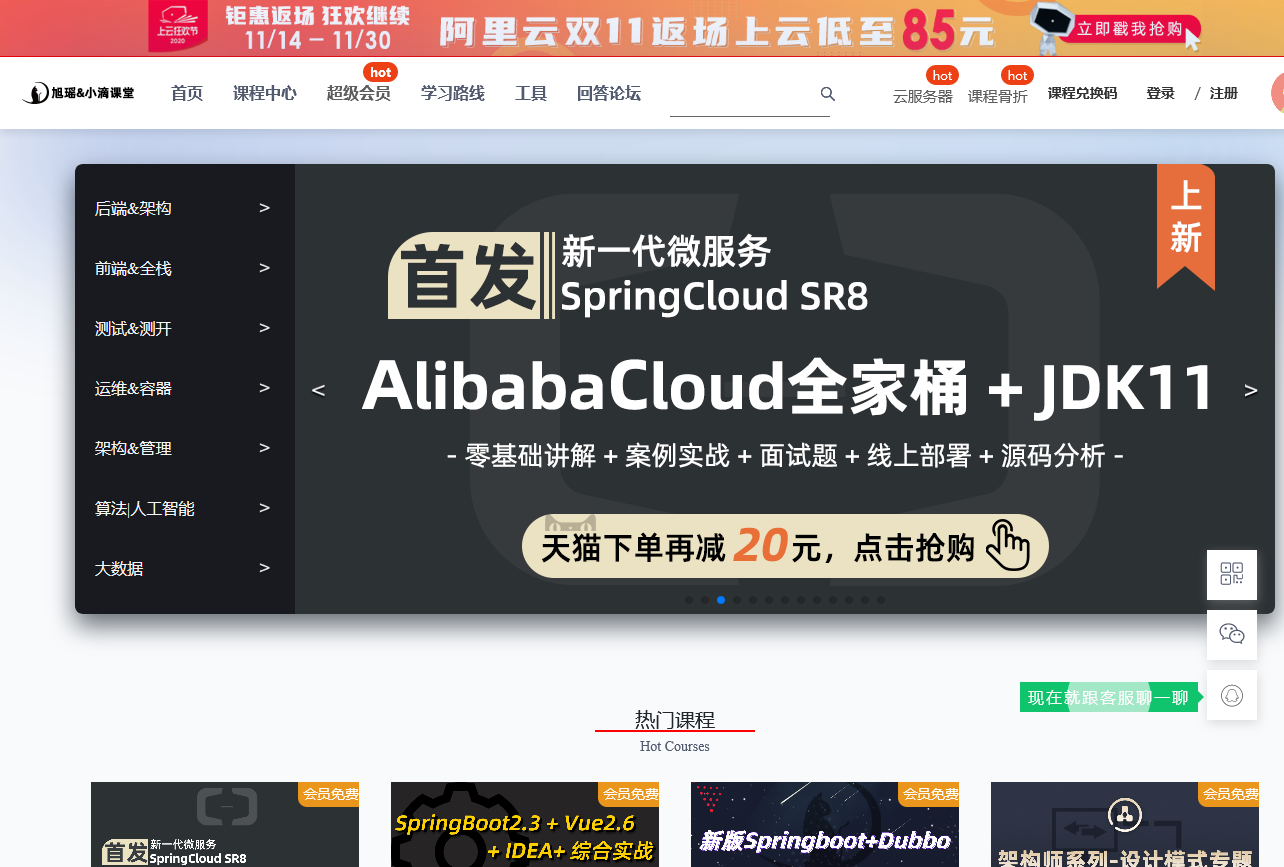 上云狂欢节
2020
钜惠返场 狂欢继续
11/14 — 11/30
阿里云双11返场上云低至85元
立即戳我抢购
旭瑶&小滴课堂
首页
课程中心
超级会员
hot
学习路线
工具
回答论坛
云服务器
hot
课程骨折
hot
课程兑换码
登录 / 注册
后端&架构 >
前端&全栈 >
测试&测开 >
运维&容器 >
架构&管理 >
算法|人工智能 >
大数据 >
上新
首发
新一代微服务
SpringCloud SR8
< AlibabaCloud全家桶 + JDK11 >
- 零基础讲解 + 案例实战 + 面试题 + 线上部署 + 源码分析 -
天猫下单再减20元，点击抢购
现在就跟客服聊一聊
热门课程
Hot Courses
会员免费
首发
新一代微服务
SpringCloud SR8
会员免费
SpringBoot2.3 + Vue2.6
+ IDEA+ 综合实战
会员免费
新版Springboot+Dubbo
会员免费
架构师系列-设计模式专题